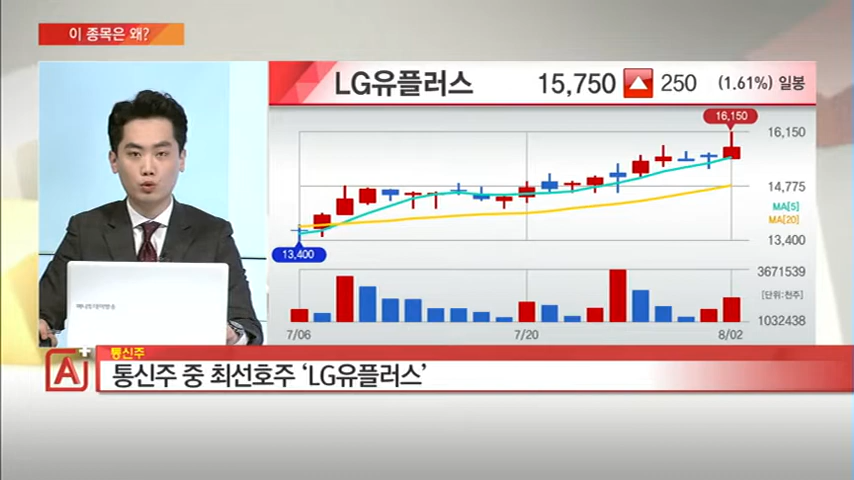 이 종목은 왜?
LG유플러스 15,750 250 (1.61%) 일봉
16,150
16,150
14,775
MA[5]
MA[20]
13,400
13,400
3671539
[단위:천주]
1032438
7/06 7/20 8/02
A+
통신주
통신주 중 최선호주 ‘LG유플러스’